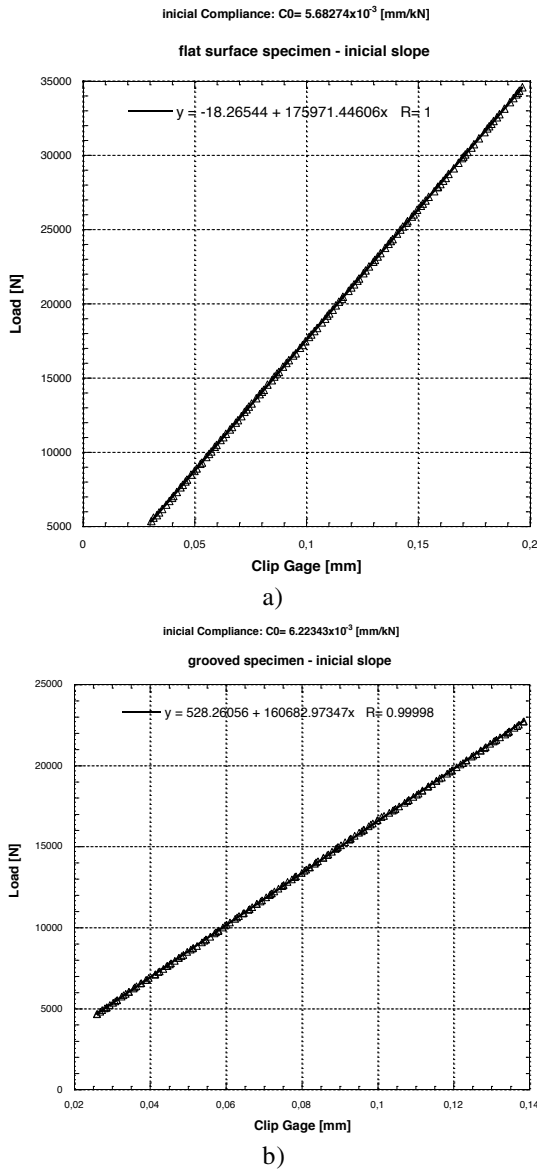 inicial Compliance: C0= 5.68274x10-3 [mm/kN]
flat surface specimen - inicial slope
35000
y = -18.26544 + 175971.44606x   R= 1
30000
25000
Load [N]
20000
15000
10000
5000
0   0,05   0,1   0,15   0,2
Clip Gage [mm]
a)
inicial Compliance: C0= 6.22343x10-3 [mm/kN]
grooved specimen - inicial slope
25000
y = 528.26056 + 160682.97347x   R= 0.99998
20000
15000
Load [N]
10000
5000
0
0,02   0,04   0,06   0,08   0,1   0,12   0,14
Clip Gage [mm]
b)